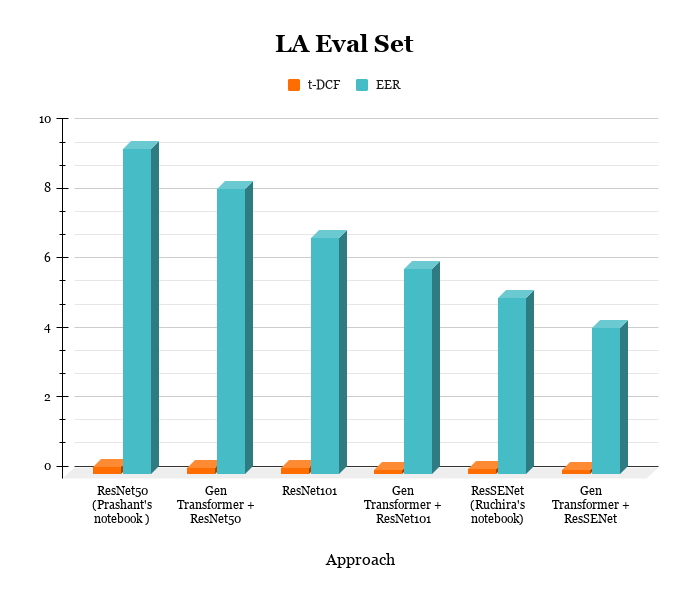 LA Eval Set
t-DCF EER
10
8
6
4
2
0
ResNet50
(Prashant's
notebook )
Gen
Transformer +
ResNet50
ResNet101
Gen
Transformer +
ResNet101
ResSENet
(Ruchira's
notebook)
Gen
Transformer +
ResSENet
Approach